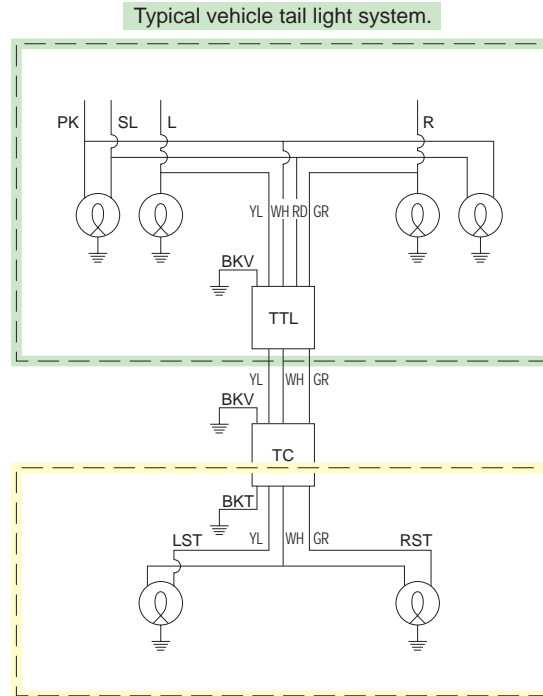 Typical vehicle tail light system.
PK SL L R
YL WH RD GR
BKV
TTL
YL WH GR
BKV
TC
BKT
LST YL WH GR RST